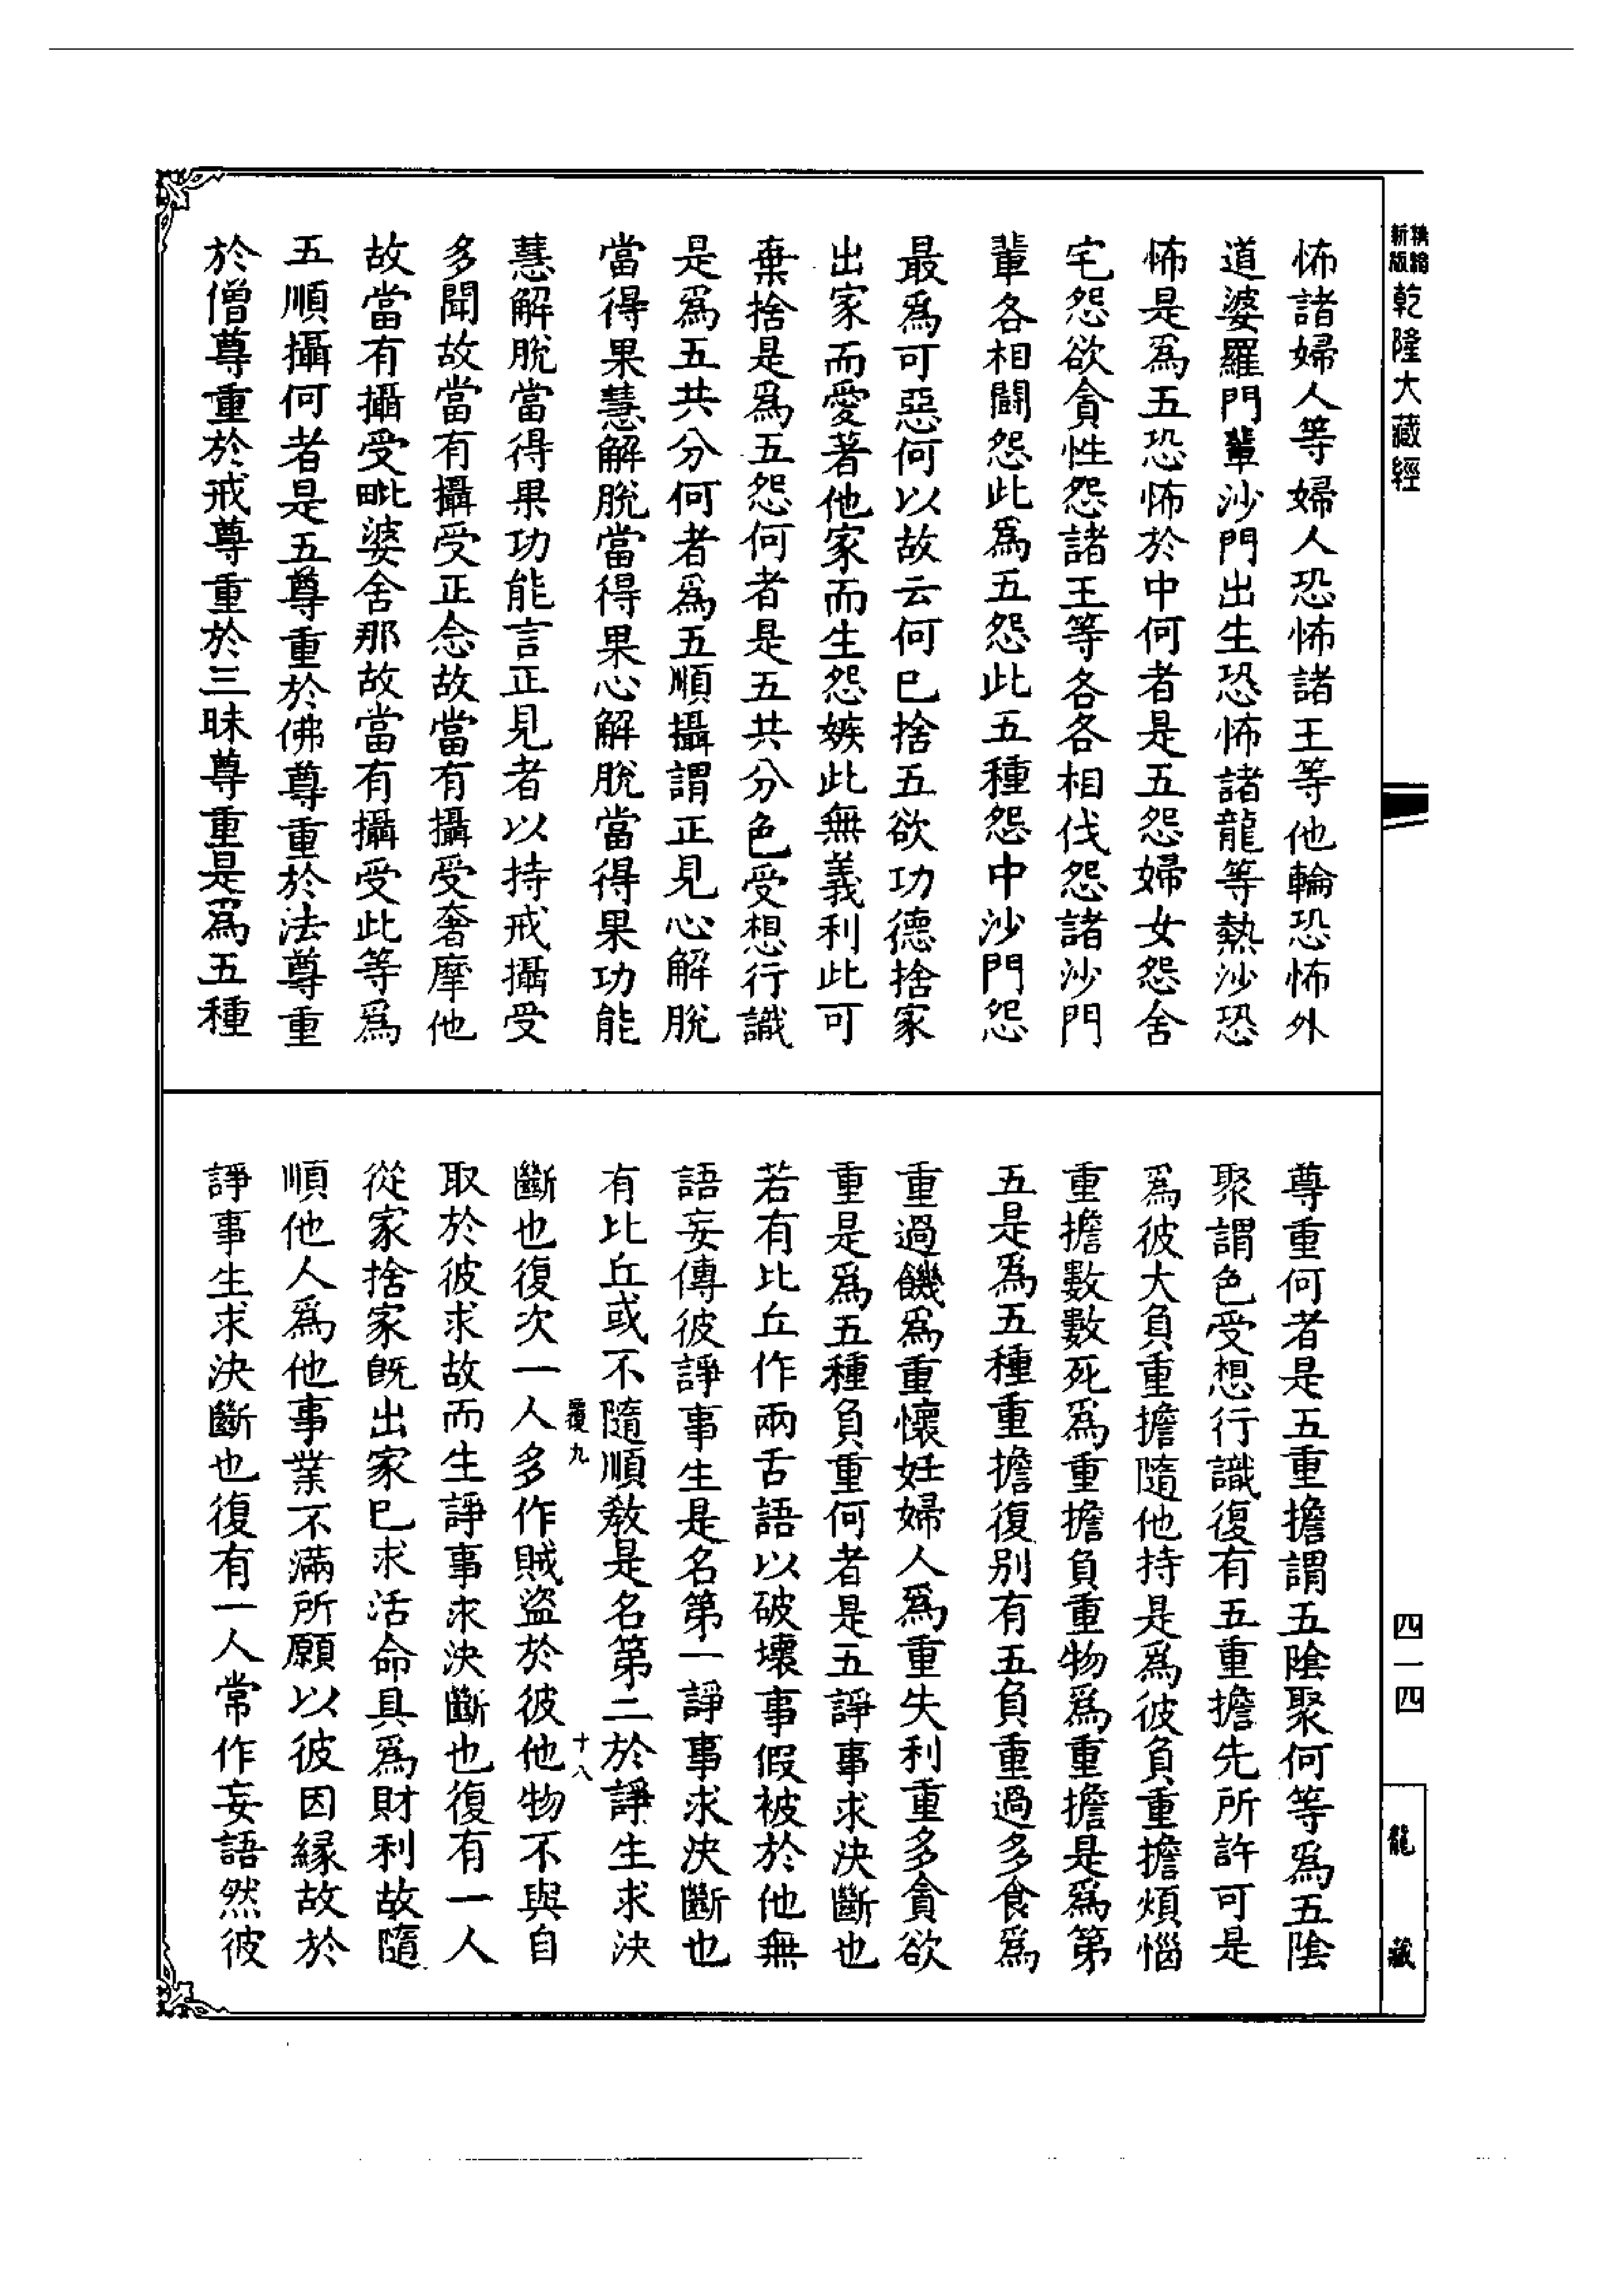 精繕新版乾隆大藏經
怖諸婦人等婦人恐怖諸王等他輪恐怖外
道婆羅門輩沙門出生恐怖諸龍等熱沙恐
怖是爲五恐怖於中何者是五怨婦女怨舍
宅怨欲貪性怨諸王等各各相伐怨諸沙門
輩各相鬪怨此爲五怨此五種怨中沙門怨
最爲可惡何以故云何已捨五欲功德捨家
出家而愛著他家而生怨嫉此無義利此可
棄捨是爲五怨何者是五共分色受想行識
是爲五共分何者爲五順攝謂正見心解脫
當得果慧解脫當得果心解脫當得果功能
慧解脫當得果功能言正見者以持戒攝受
多聞故當有攝受正念故當有攝受奢摩他
故當有攝受毗婆舍那故當有攝受此等爲
五順攝何者是五尊重於佛尊重於法尊重
於僧尊重於戒尊重於三昧尊重是爲五種
尊重何者是五重擔謂五陰聚何等爲五陰
聚謂色受想行識復有五重擔先所許可是
爲彼大負重擔隨他持是爲彼負重擔煩惱
重擔數數死爲重擔負重物爲重擔是爲第
五是爲五種重擔復別有五負重過多食爲
重過饑爲重懷妊婦人爲重失利重多貪欲
重是爲五種負重何者是五諍事求決斷也
若有比丘作兩舌語以破壞事假被於他無
語妄傳彼諍事生是名第一諍事求決斷也
有比丘或不隨順教是名第二於諍生求決
覆九
十八
斷也復次一人多作賊盜於彼他物不與自
取於彼求故而生諍事求決斷也復有一人
從家捨家旣出家已求活命具爲財利故隨
順他人爲他事業不滿所願以彼因緣故於
諍事生求決斷也復有一人常作妄語然彼
四一四
龍藏